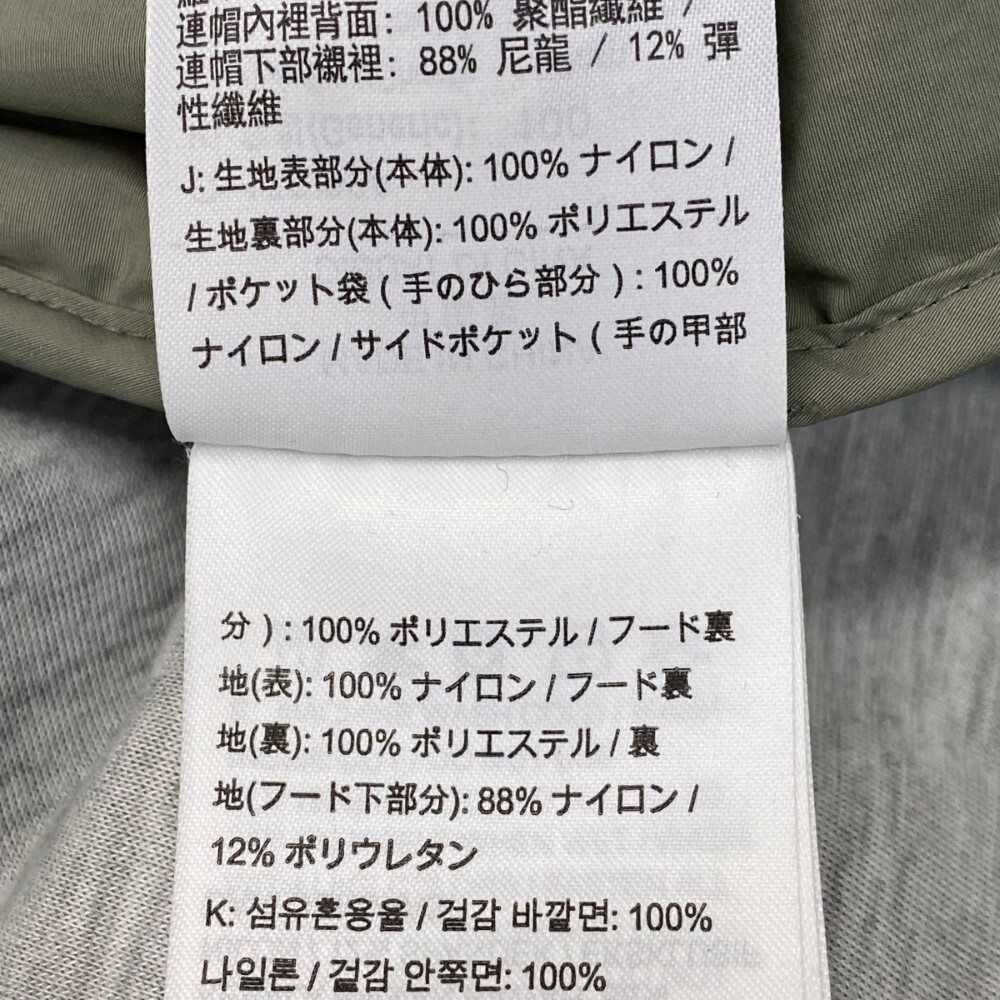 維
連帽內裡背面: 100% 聚酯纖維 /
連帽下部襯裡: 88% 尼龍 / 12% 彈
性纖維
J: 生地表部分(本体): 100% ナイロン /
生地裏部分(本体): 100% ポリエステル
/ ポケット袋 ( 手のひら部分 ) : 100%
ナイロン / サイドポケット ( 手の甲部
分 ) : 100% ポリエステル / フード裏
地(表): 100% ナイロン / フード裏
地(裏): 100% ポリエステル / 裏
地(フード下部分): 88% ナイロン /
12% ポリウレタン
K: 섬유혼용율 / 겉감 바깥면: 100%
나일론 / 겉감 안쪽면: 100%